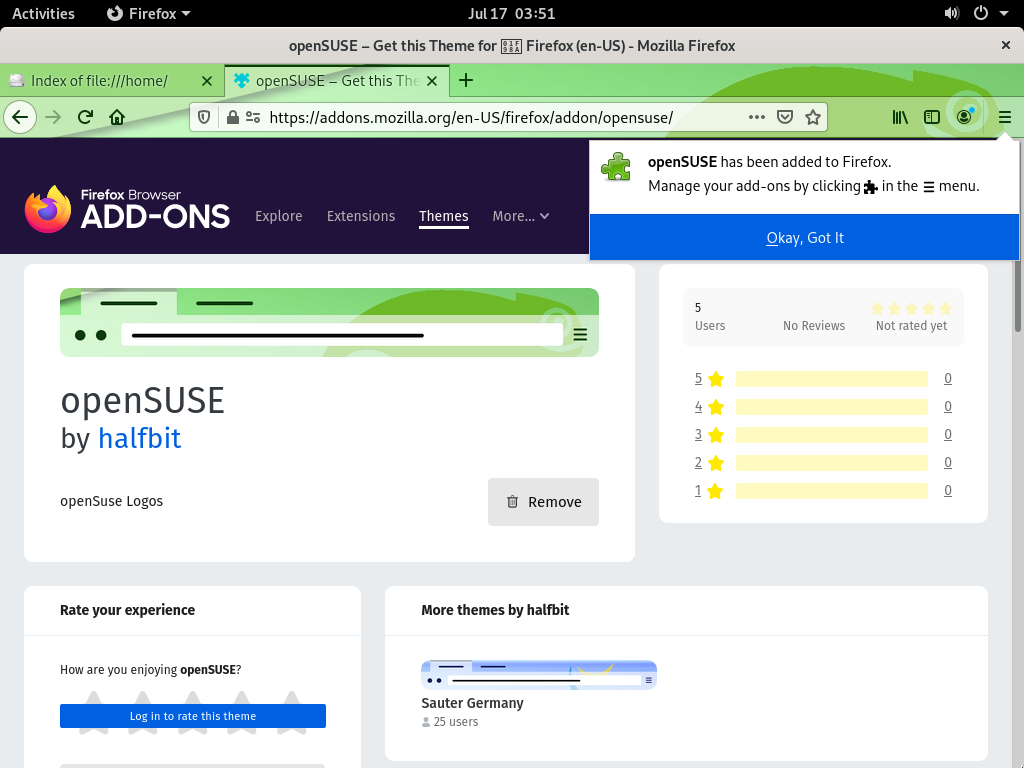 Activities Firefox Jul 17 03:51
openSUSE – Get this Theme for 01F98A Firefox (en-US) - Mozilla Firefox
Index of file:///home/ openSUSE – Get this The
https://addons.mozilla.org/en-US/firefox/addon/opensuse/
openSUSE has been added to Firefox.
Manage your add-ons by clicking in the menu.
Okay, Got It
Firefox Browser
ADD-ONS
Explore Extensions Themes More...
5
Users No Reviews Not rated yet
openSUSE
by halfbit
openSuse Logos
Remove
5 0
4 0
3 0
2 0
1 0
Rate your experience
How are you enjoying openSUSE?
Log in to rate this theme
More themes by halfbit
Sauter Germany
25 users